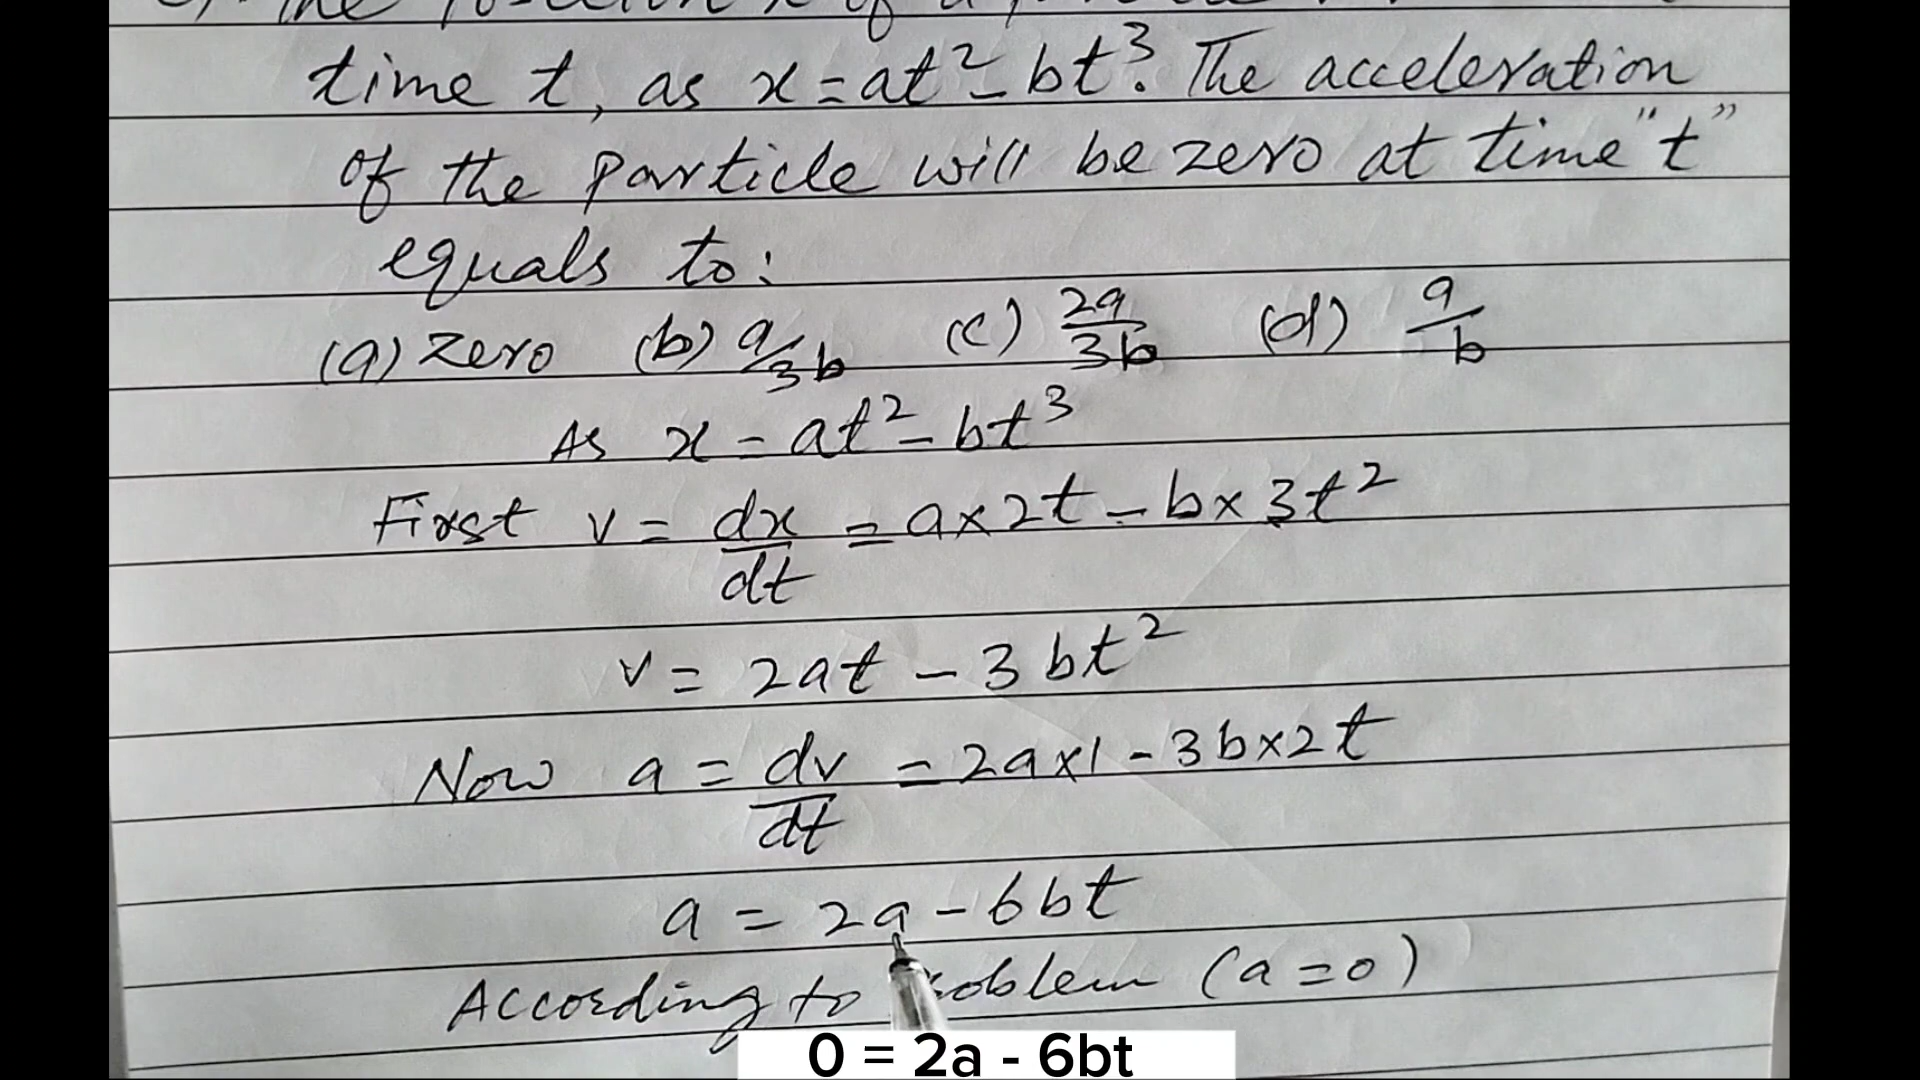 time t, as x = at² - bt³. The acceleration
of the particle will be zero at time "t"
equals to:
(a) zero (b) a/3b (c) 2a/3b (d) a/b
As x = at² - bt³
First v = dx/dt = a×2t - b×3t²
v = 2at - 3bt²
Now a = dv/dt = 2a×1 - 3b×2t
a = 2a - 6bt
According to (a=0)
0 = 2a - 6bt